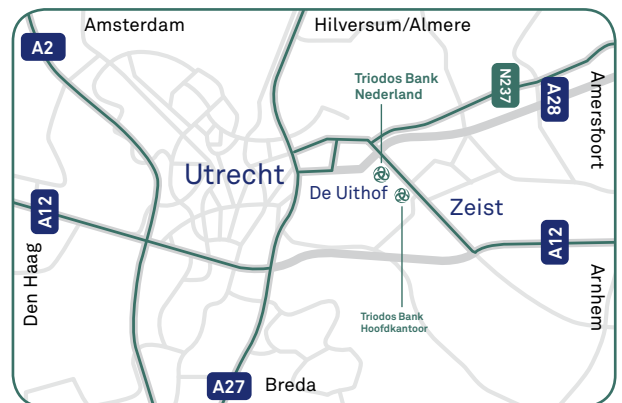 Amsterdam
Hilversum/Almere
A2
Triodos Bank
Nederland
N237
A28
Amersfoort
Utrecht
De Uithof
Zeist
A12
A12
Den Haag
Arnhem
Triodos Bank
Hoofdkantoor
A27
Breda